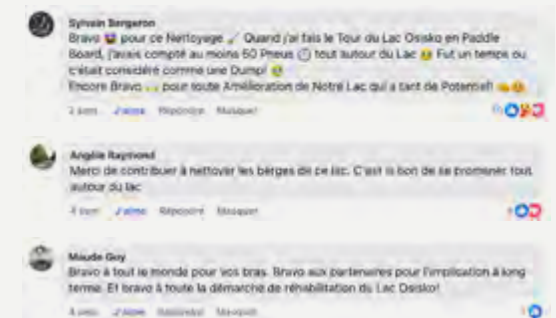 Sylvain Bergeron
Bravo pour ce Nettoyage Quand j'ai fais le Tour du Lac Osisko en Paddle
Board, j'avais compté au moins 50 Pneus tout autour du Lac Fut un temps ou
c'était considéré comme une Dump!
Encore Bravo pour toute Amélioration de Notre Lac qui a tant de Potentiel!
J'aime Répondre Masquer
Angélie Raymond
Merci de contribuer à nettoyer les berges de ce lac. C'est si bon de se promener tout
autour du lac
4 sem J'aime Répondre Masquer
Maude Guy
Bravo à tout le monde pour vos bras. Bravo aux partenaires pour l'implication à long
terme. Et bravo à toute la démarche de réhabilitation du Lac Osisko!
4 sem J'aime Répondre Masquer